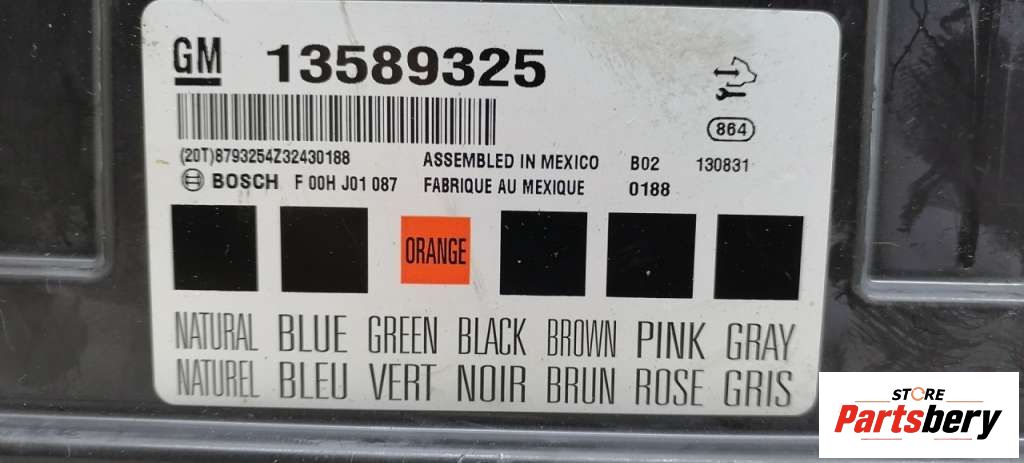 GM 13589325
864
(20T)8793254Z32430188 ASSEMBLED IN MEXICO B02 130831
BOSCH F 00H J01 087 FABRIQUE AU MEXIQUE 0188
ORANGE
NATURAL BLUE GREEN BLACK BROWN PINK GRAY
NATUREL BLEU VERT NOIR BRUN ROSE GRIS
STORE
Partsbery